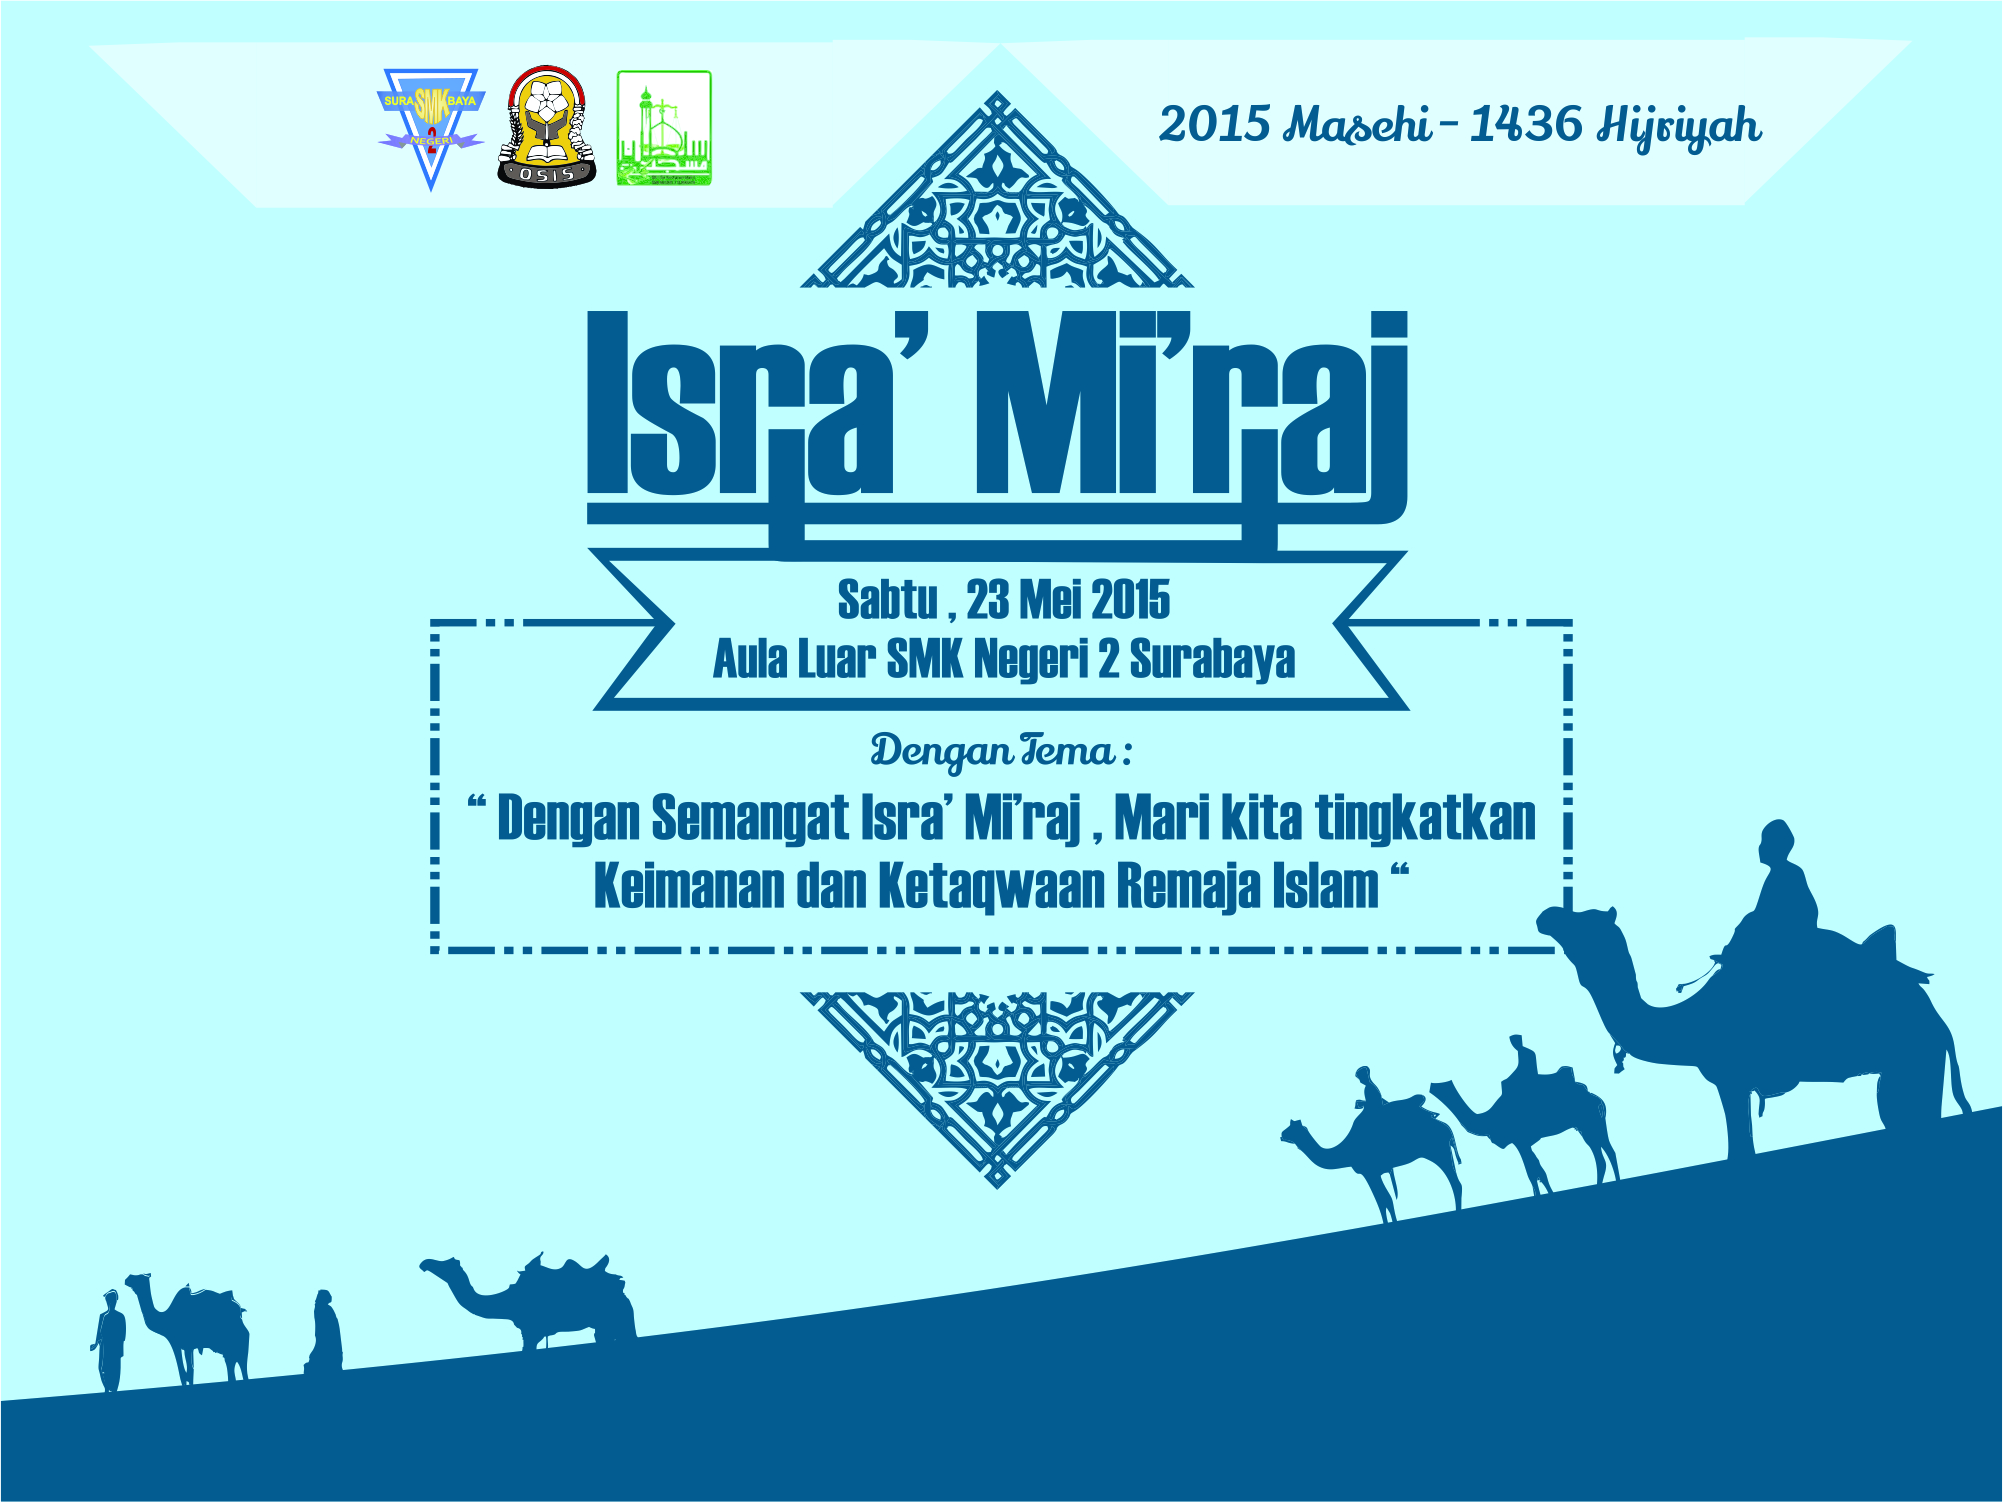 SURA SMK BAYA
NEGERI
2
OSIS
2015 Masehi - 1436 Hijriyah
Isra’ Mi’raj
Sabtu , 23 Mei 2015
Aula Luar SMK Negeri 2 Surabaya
Dengan Tema :
“ Dengan Semangat Isra’ Mi’raj , Mari kita tingkatkan
Keimanan dan Ketaqwaan Remaja Islam “